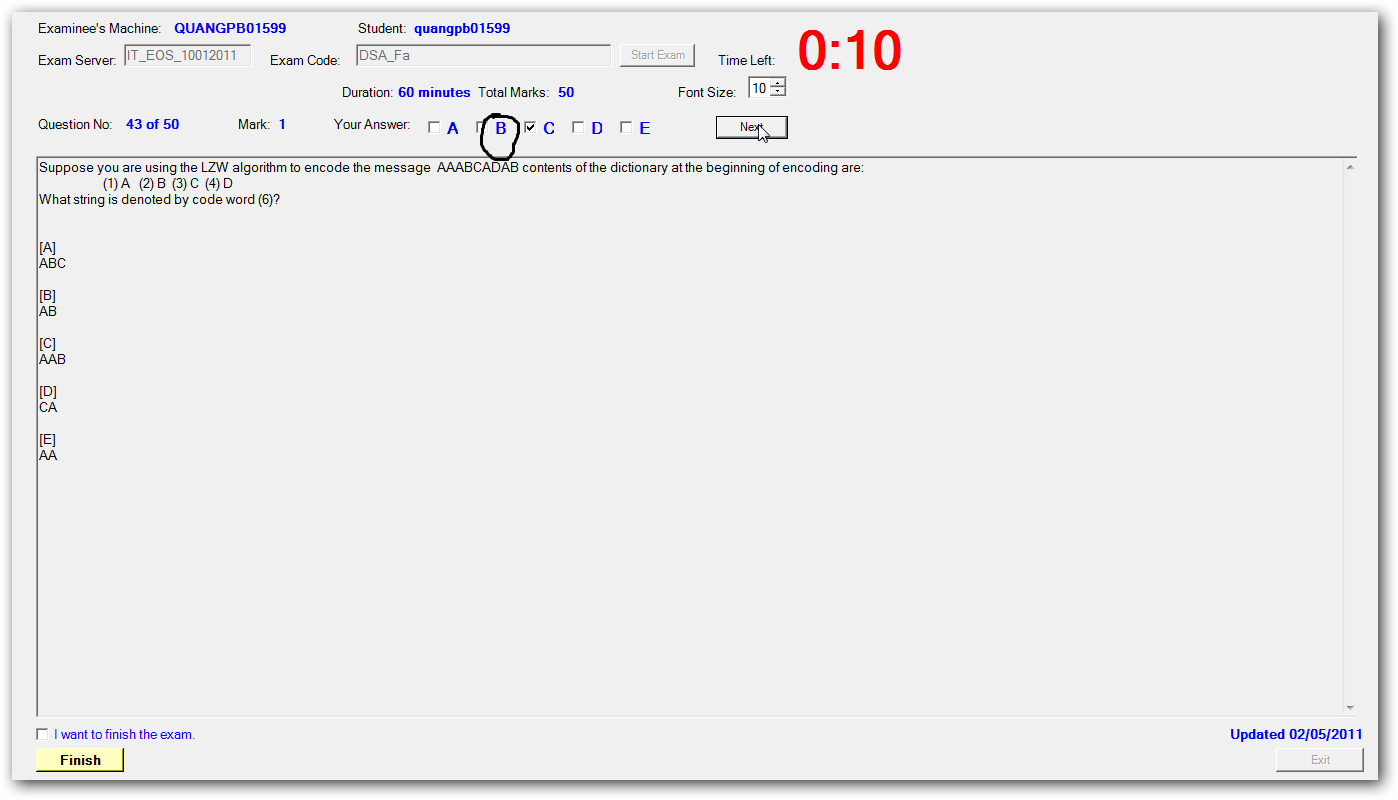 Examinee's Machine: QUANGPB01599 Student: quangpb01599
Exam Server: IT_EOS_10012011 Exam Code: DSA_Fa Start Exam Time Left: 0:10
Duration: 60 minutes Total Marks: 50 Font Size: 10
Question No: 43 of 50 Mark: 1 Your Answer: A B C D E Next
Suppose you are using the LZW algorithm to encode the message AAABCADAB contents of the dictionary at the beginning of encoding are:
(1) A (2) B (3) C (4) D
What string is denoted by code word (6)?
[A]
ABC
[B]
AB
[C]
AAB
[D]
CA
[E]
AA
I want to finish the exam. Updated 02/05/2011
Finish Exit